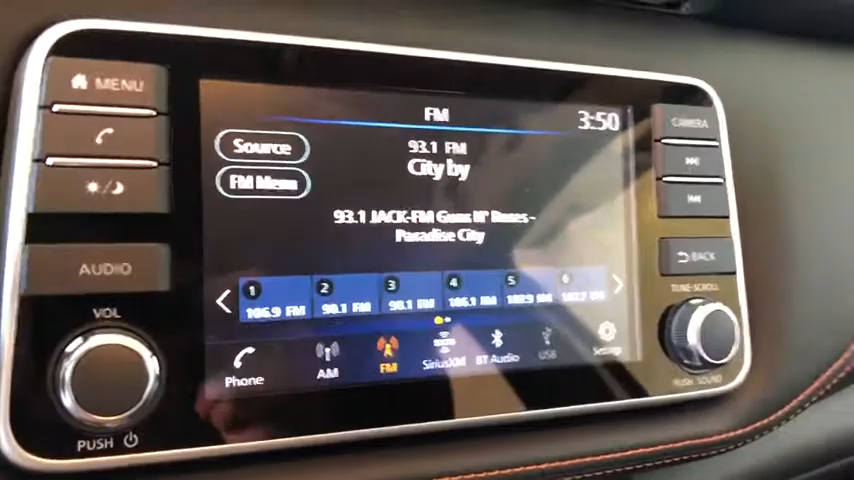 MENU
AUDIO
VOL
PUSH
FM
3:50
Source
93.1 FM
City by
FM Menu
93.1 JACK-FM Guns N' Roses -
Paradise City
1
2
3
4
5
6
106.9 FM
98.1 FM
98.1 FM
106.1 FM
Phone
AM
FM
SiriusXM
BT Audio
USB
Settings
CAMERA
BACK
TUNE·SCROLL
PUSH SOUND